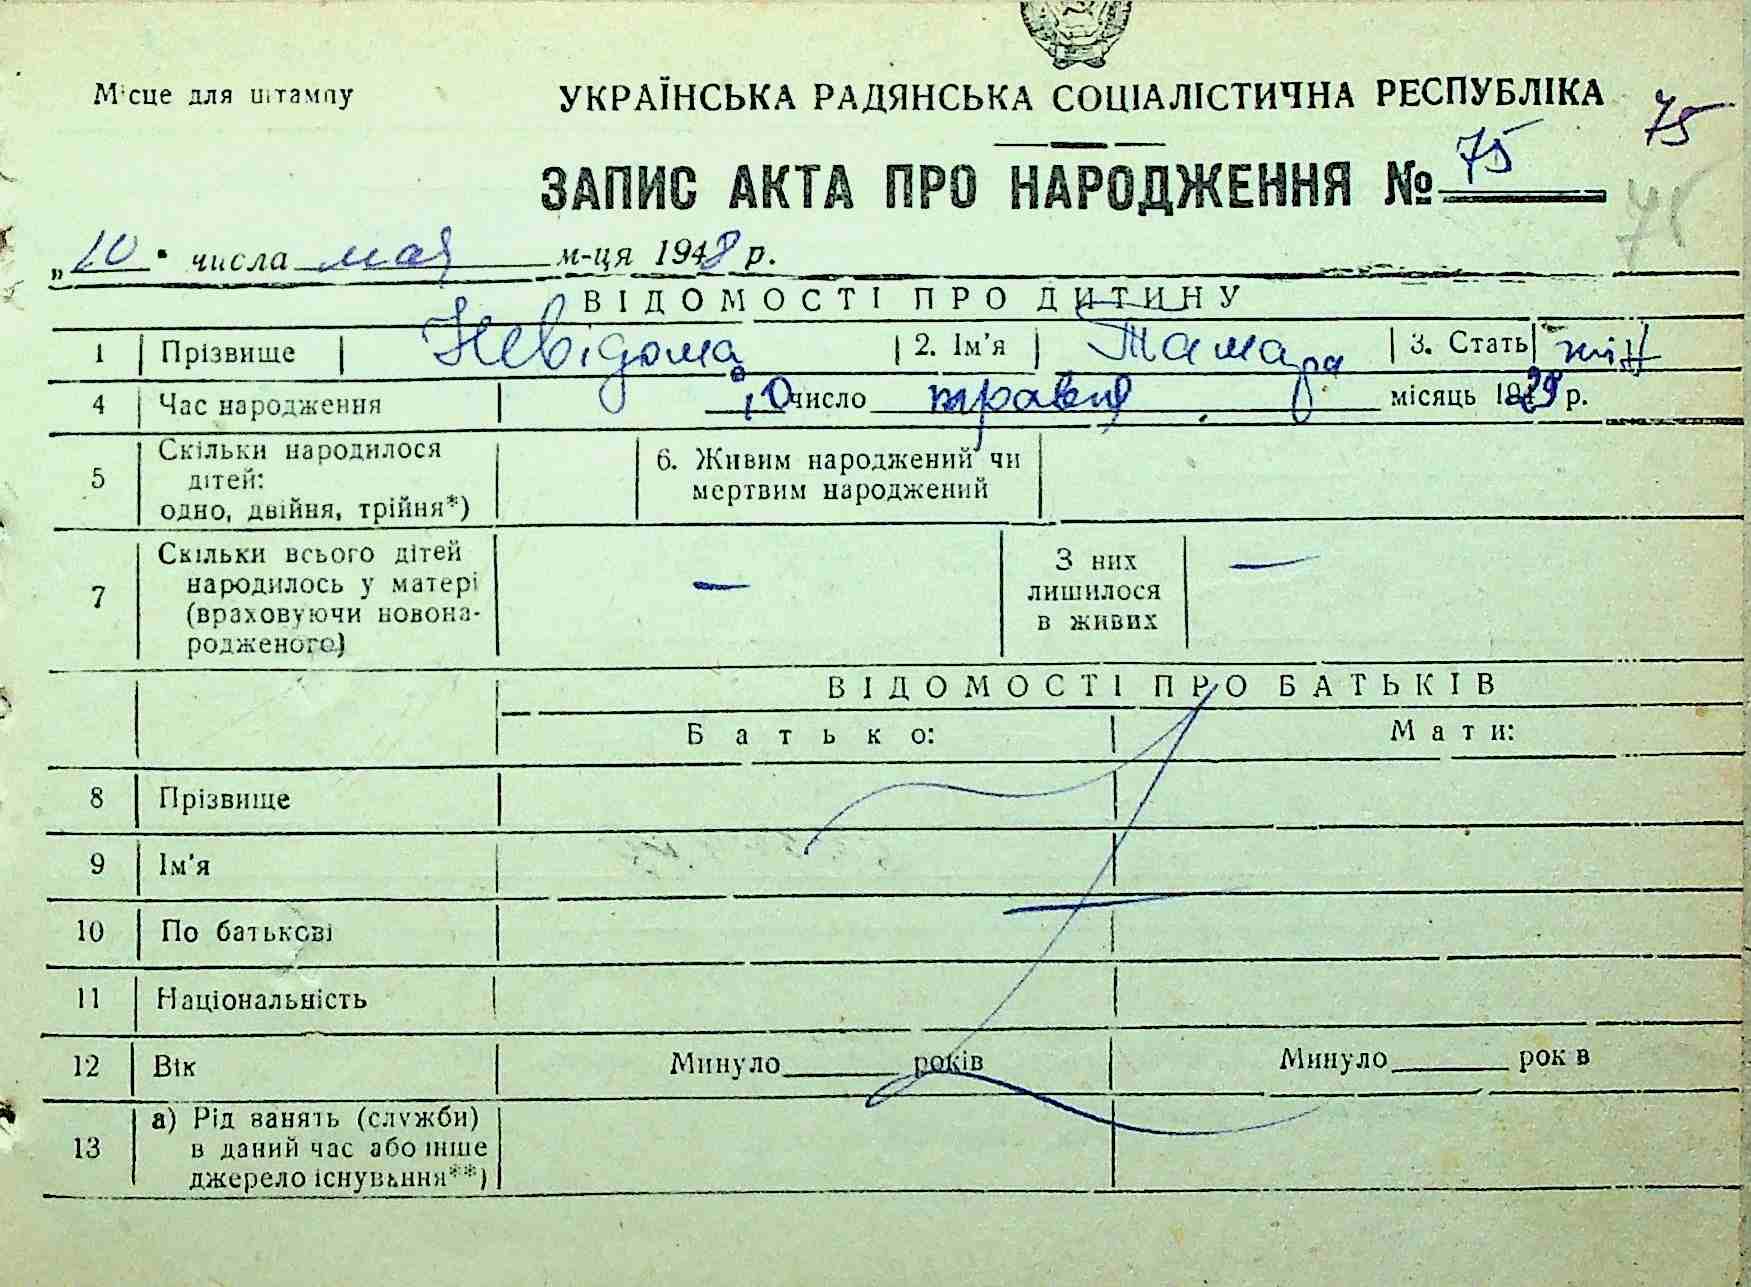 Місце для штампу
УКРАЇНСЬКА РАДЯНСЬКА СОЦІАЛІСТИЧНА РЕСПУБЛІКА
75
ЗАПИС АКТА ПРО НАРОДЖЕННЯ № 75
75
„10" числа мая м-ця 1948 р.
ВІДОМОСТІ ПРО ДИТИНУ
1 Прізвище Невідома 2. Ім'я Тамара 3. Стать жін
4 Час народження 10 число травня місяць 1939 р.
5 Скільки народилося дітей: одно, двійня, трійня*) 6. Живим народжений чи мертвим народжений
7 Скільки всього дітей народилось у матері (враховуючи новонародженого) — З них лишилося в живих —
ВІДОМОСТІ ПРО БАТЬКІВ
Батько: Мати:
8 Прізвище
9 Ім'я
10 По батькові
11 Національність
12 Вік Минуло років Минуло рок в
13 а) Рід занять (служби) в даний час або інше джерело існування**)